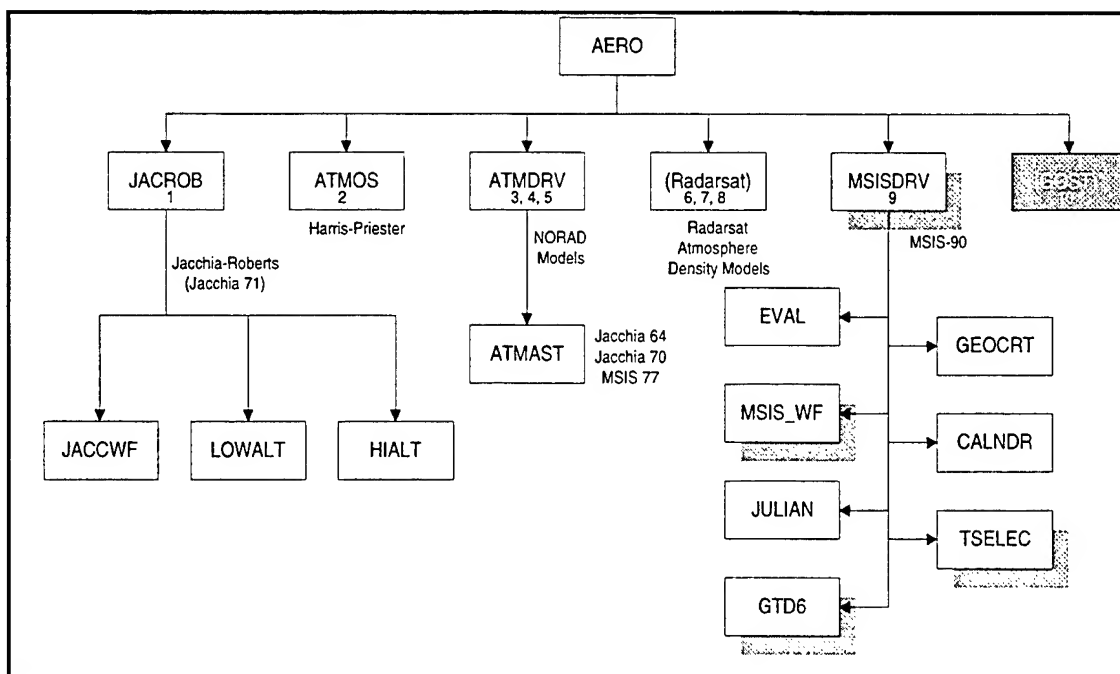 AERO
JACROB
1
ATMOS
2
ATMDRV
3, 4, 5
(Radarsat)
6, 7, 8
MSISDRV
9
Harris-Priester
NORAD
Models
Radarsat
Atmosphere
Density Models
MSIS-90
Jacchia-Roberts
(Jacchia 71)
ATMAST
Jacchia 64
Jacchia 70
MSIS 77
JACCWF
LOWALT
HIALT
EVAL
GEOCRT
MSIS_WF
CALNDR
JULIAN
TSELEC
GTD6